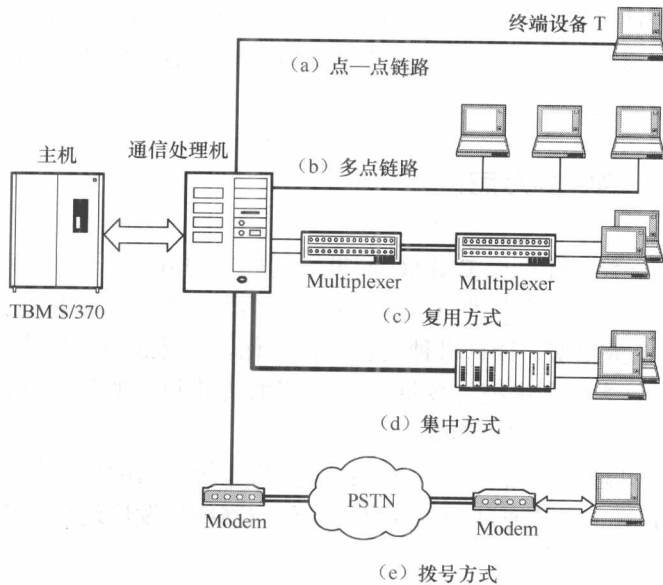 终端设备 T
（a）点—点链路
主机
通信处理机
（b）多点链路
Multiplexer
Multiplexer
TBM S/370
（c）复用方式
（d）集中方式
PSTN
Modem
Modem
（e）拨号方式